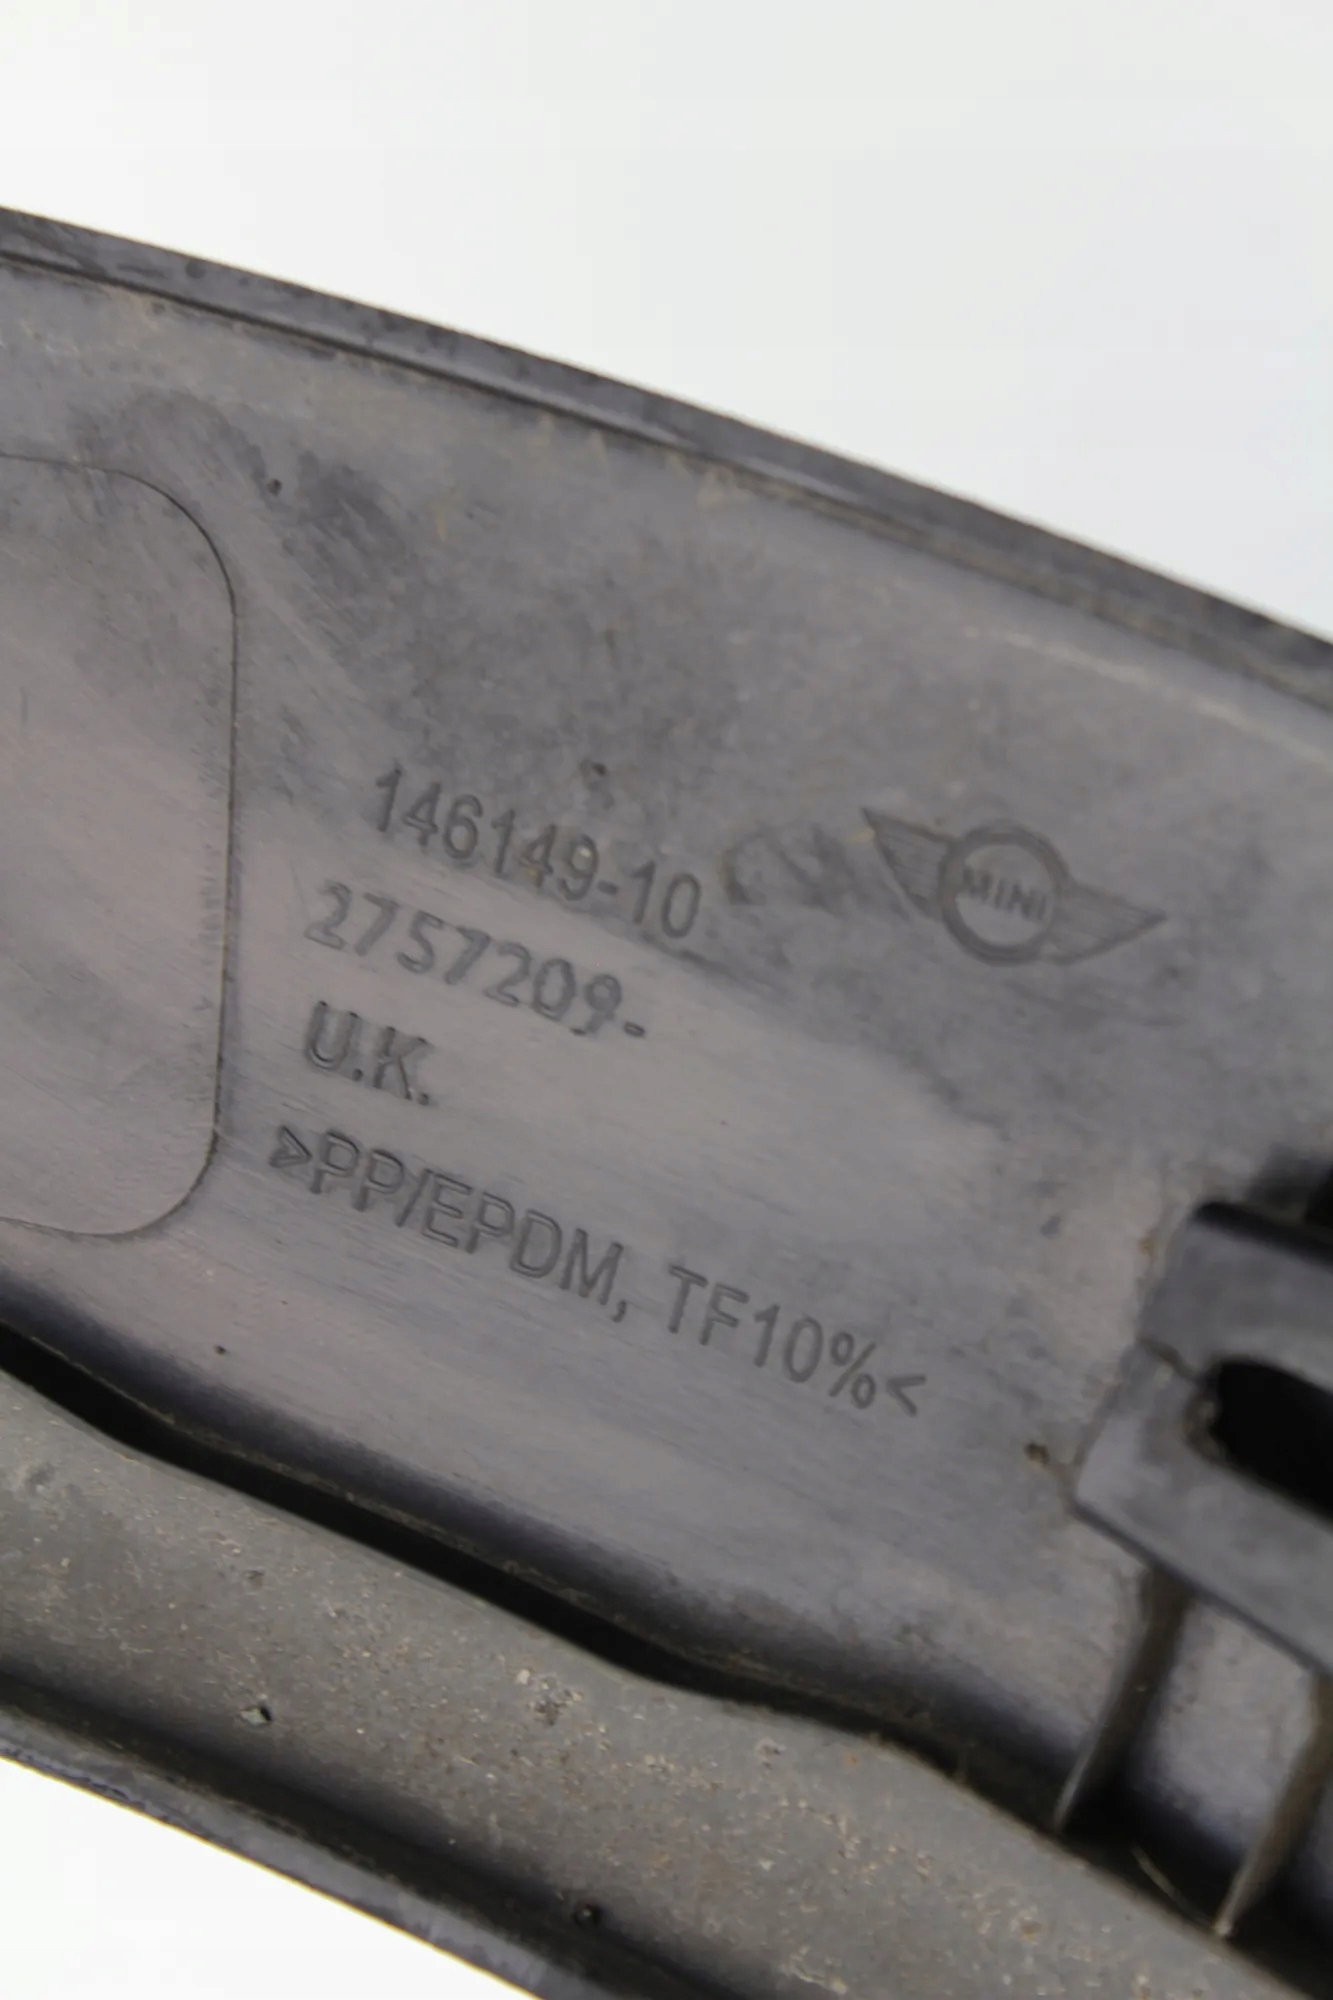 146149-10
MINI
2757209-
U.K.
>PP/EPDM, TF10%<